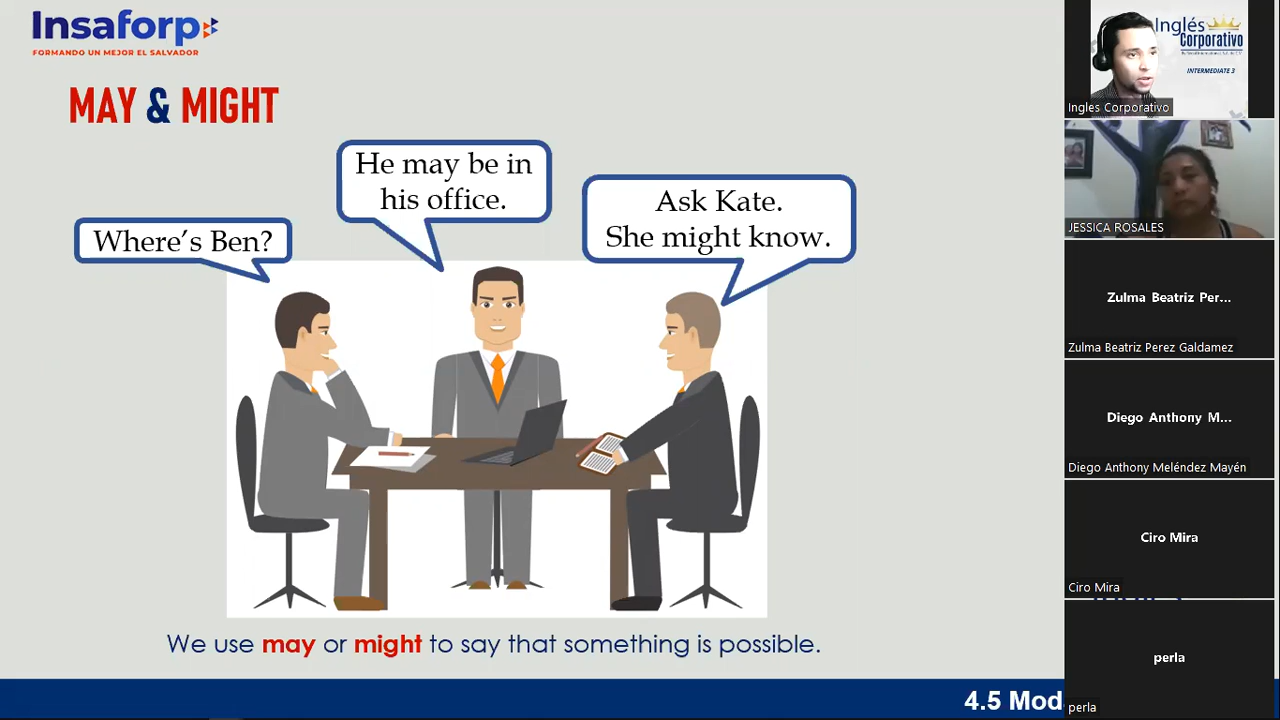 Insaforp
FORMANDO UN MEJOR EL SALVADOR
MAY & MIGHT
Where's Ben?
He may be in
his office.
Ask Kate.
She might know.
We use may or might to say that something is possible.
4.5 Mod
Inglés
Corporativo
INTERMEDIATE 3
Ingles Corporativo
JESSICA ROSALES
Zulma Beatriz Per...
Zulma Beatriz Perez Galdamez
Diego Anthony M...
Diego Anthony Meléndez Mayén
Ciro Mira
Ciro Mira
perla
perla